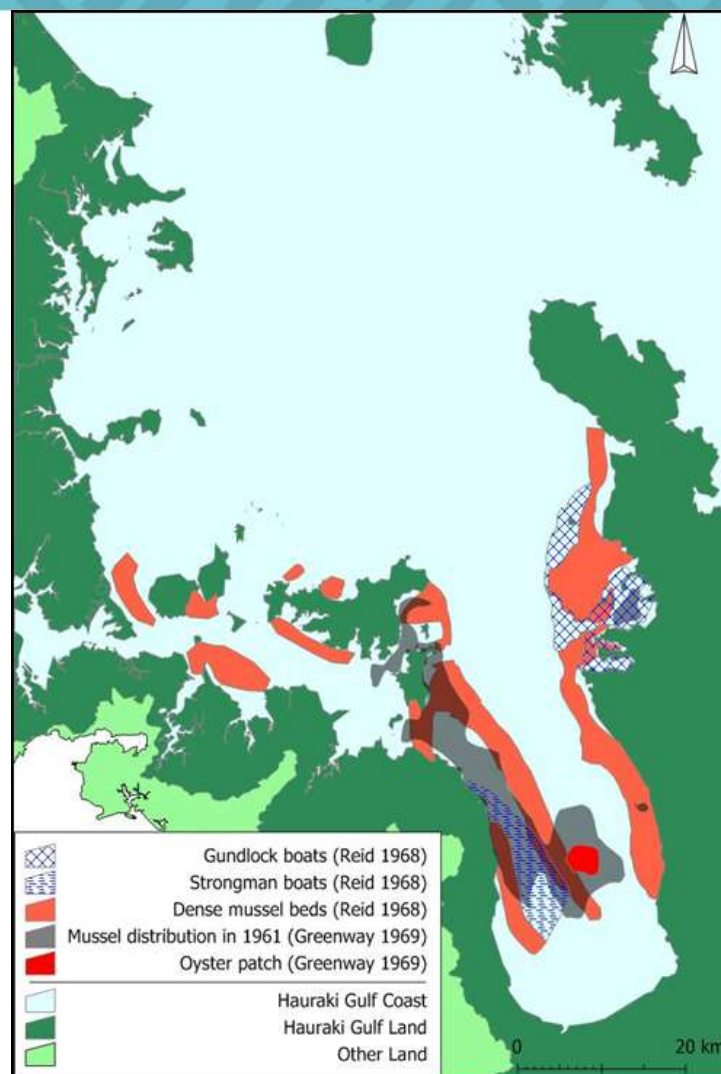 Gundlock boats (Reid 1968)
Strongman boats (Reid 1968)
Dense mussel beds (Reid 1968)
Mussel distribution in 1961 (Greenway 1969)
Oyster patch (Greenway 1969)
Hauraki Gulf Coast
Hauraki Gulf Land
Other Land
0 20 km